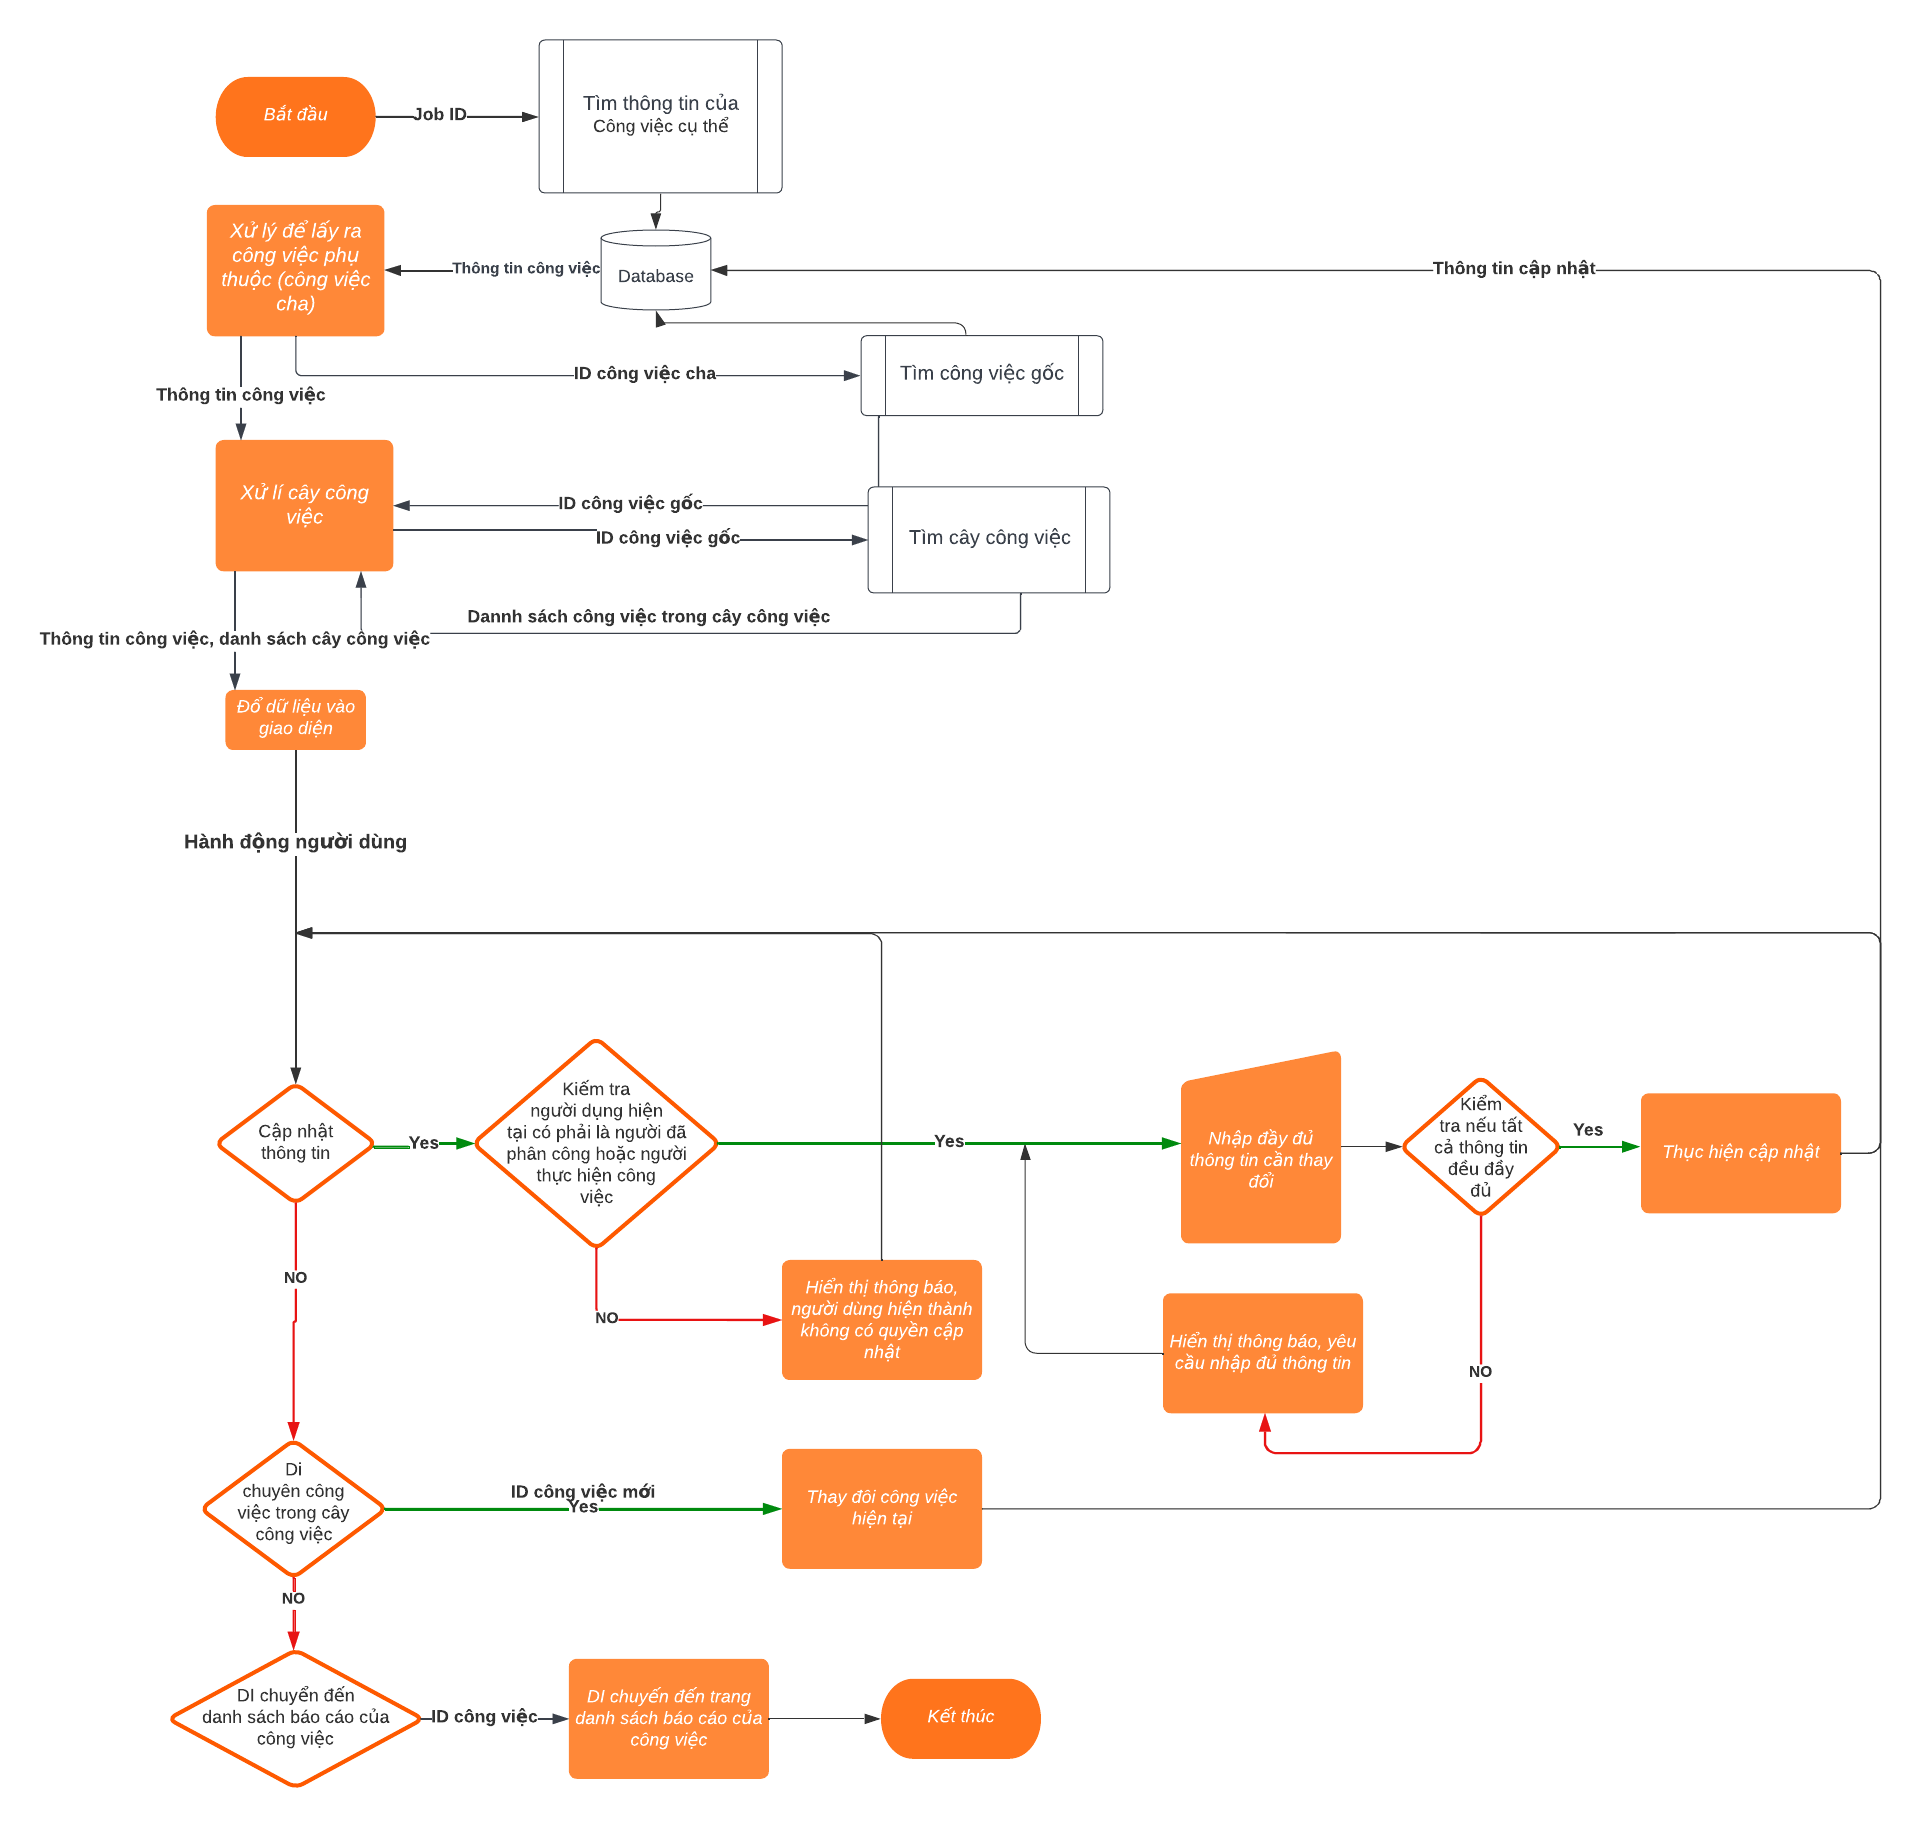 Bắt đầu
Job ID
Tìm thông tin của
Công việc cụ thể
Xử lý để lấy ra
công việc phụ
thuộc (công việc
cha)
Thông tin công việc
Database
Thông tin cập nhật
ID công việc cha
Tìm công việc gốc
Thông tin công việc
Xử lí cây công
việc
ID công việc gốc
ID công việc gốc
Tìm cây công việc
Dannh sách công việc trong cây công việc
Thông tin công việc, danh sách cây công việc
Đổ dữ liệu vào
giao diện
Hành động người dùng
Cập nhật
thông tin
Yes
Kiếm tra
người dụng hiện
tại có phải là người đã
phân công hoặc người
thực hiện công
việc
Yes
Nhập đầy đủ
thông tin cần thay
đổi
Kiểm
tra nếu tất
cả thông tin
đều đầy
đủ
Yes
Thục hiện cập nhật
NO
NO
Hiển thị thông báo,
người dùng hiện thành
không có quyền cập
nhật
Hiển thị thông báo, yêu
cầu nhập đủ thông tin
NO
Di
chuyên công
việc trong cây
công việc
ID công việc mới
Yes
Thay đôi công việc
hiện tại
NO
DI chuyển đến
danh sách báo cáo của
công việc
ID công việc
DI chuyến đến trang
danh sách báo cáo của
công việc
Kết thúc